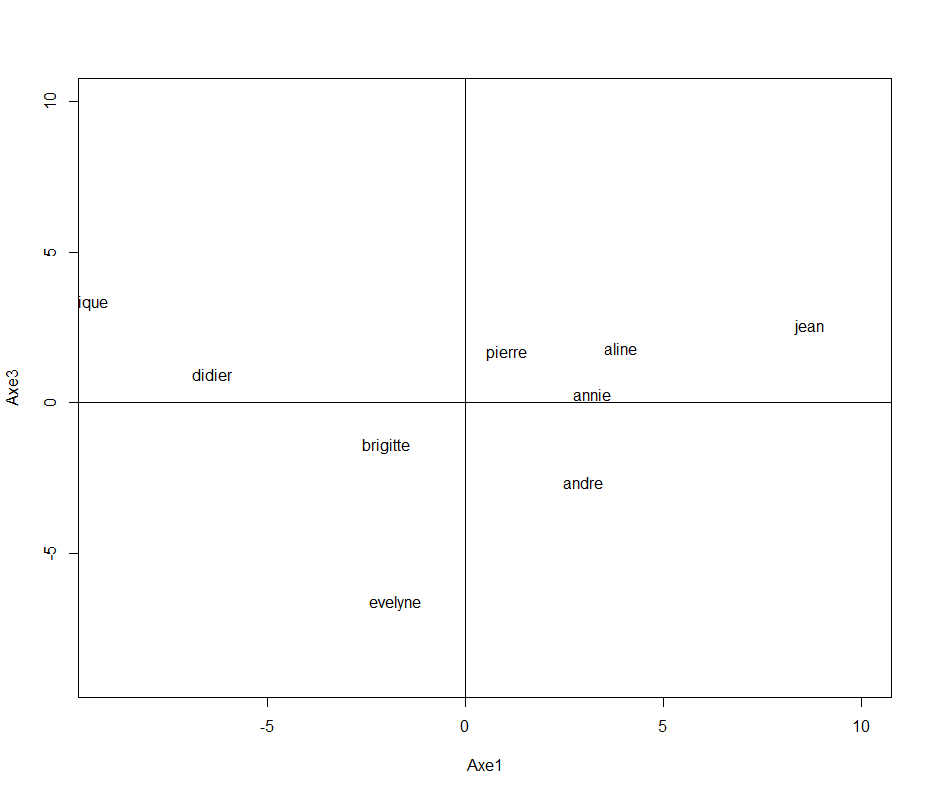 10
5
ique
jean
pierre
aline
didier
annie
0
Axe3
brigitte
andre
-5
evelyne
-5
0
5
10
Axe1